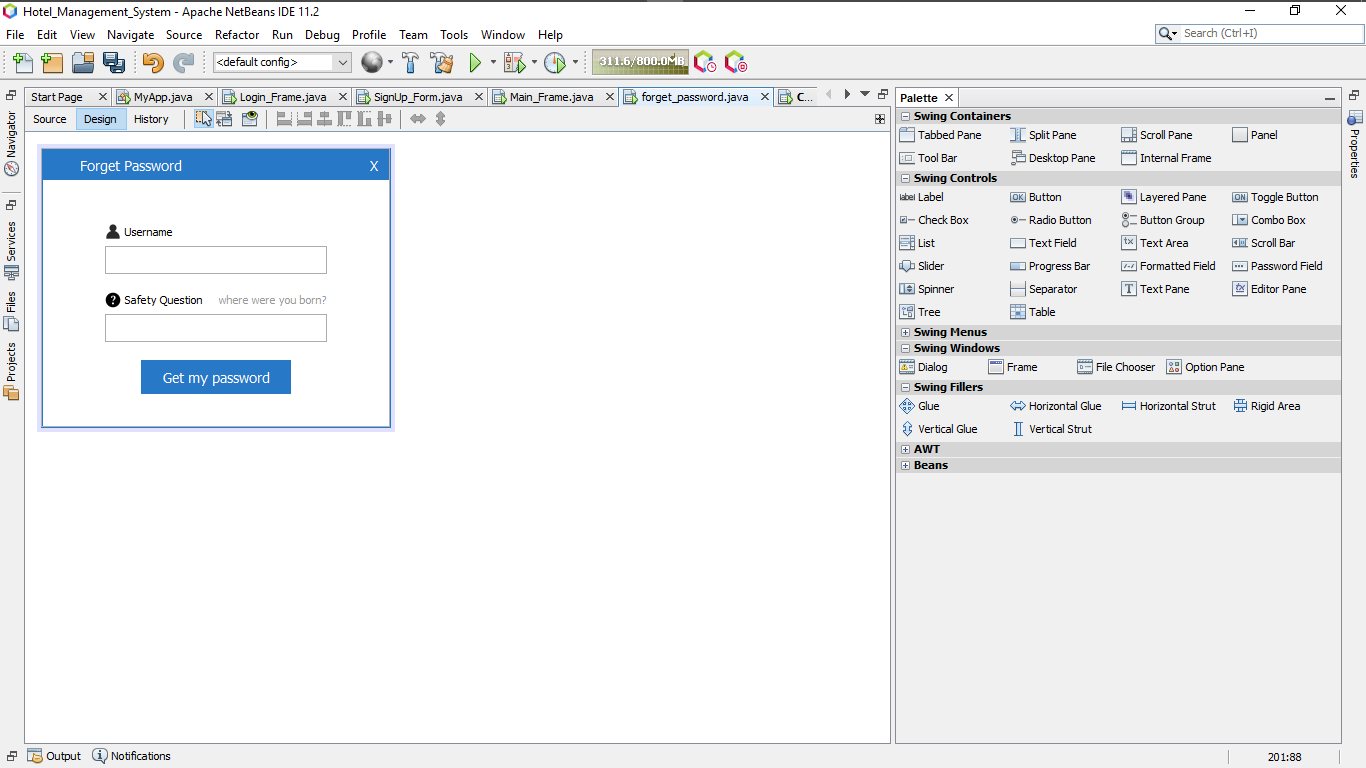 Hotel_Management_System - Apache NetBeans IDE 11.2
File Edit View Navigate Source Refactor Run Debug Profile Team Tools Window Help
Search (Ctrl+I)
<default config>
311.6/800.0MB
Start Page MyApp.java Login_Frame.java SignUp_Form.java Main_Frame.java forget_password.java C...
Source Design History
Navigator
Services
Files
Projects
Forget Password X
Username
Safety Question where were you born?
Get my password
Palette
Swing Containers
Tabbed Pane Split Pane Scroll Pane Panel
Tool Bar Desktop Pane Internal Frame
Swing Controls
Label Button Layered Pane Toggle Button
Check Box Radio Button Button Group Combo Box
List Text Field Text Area Scroll Bar
Slider Progress Bar Formatted Field Password Field
Spinner Separator Text Pane Editor Pane
Tree Table
Swing Menus
Swing Windows
Dialog Frame File Chooser Option Pane
Swing Fillers
Glue Horizontal Glue Horizontal Strut Rigid Area
Vertical Glue Vertical Strut
AWT
Beans
Properties
Output Notifications
201:88